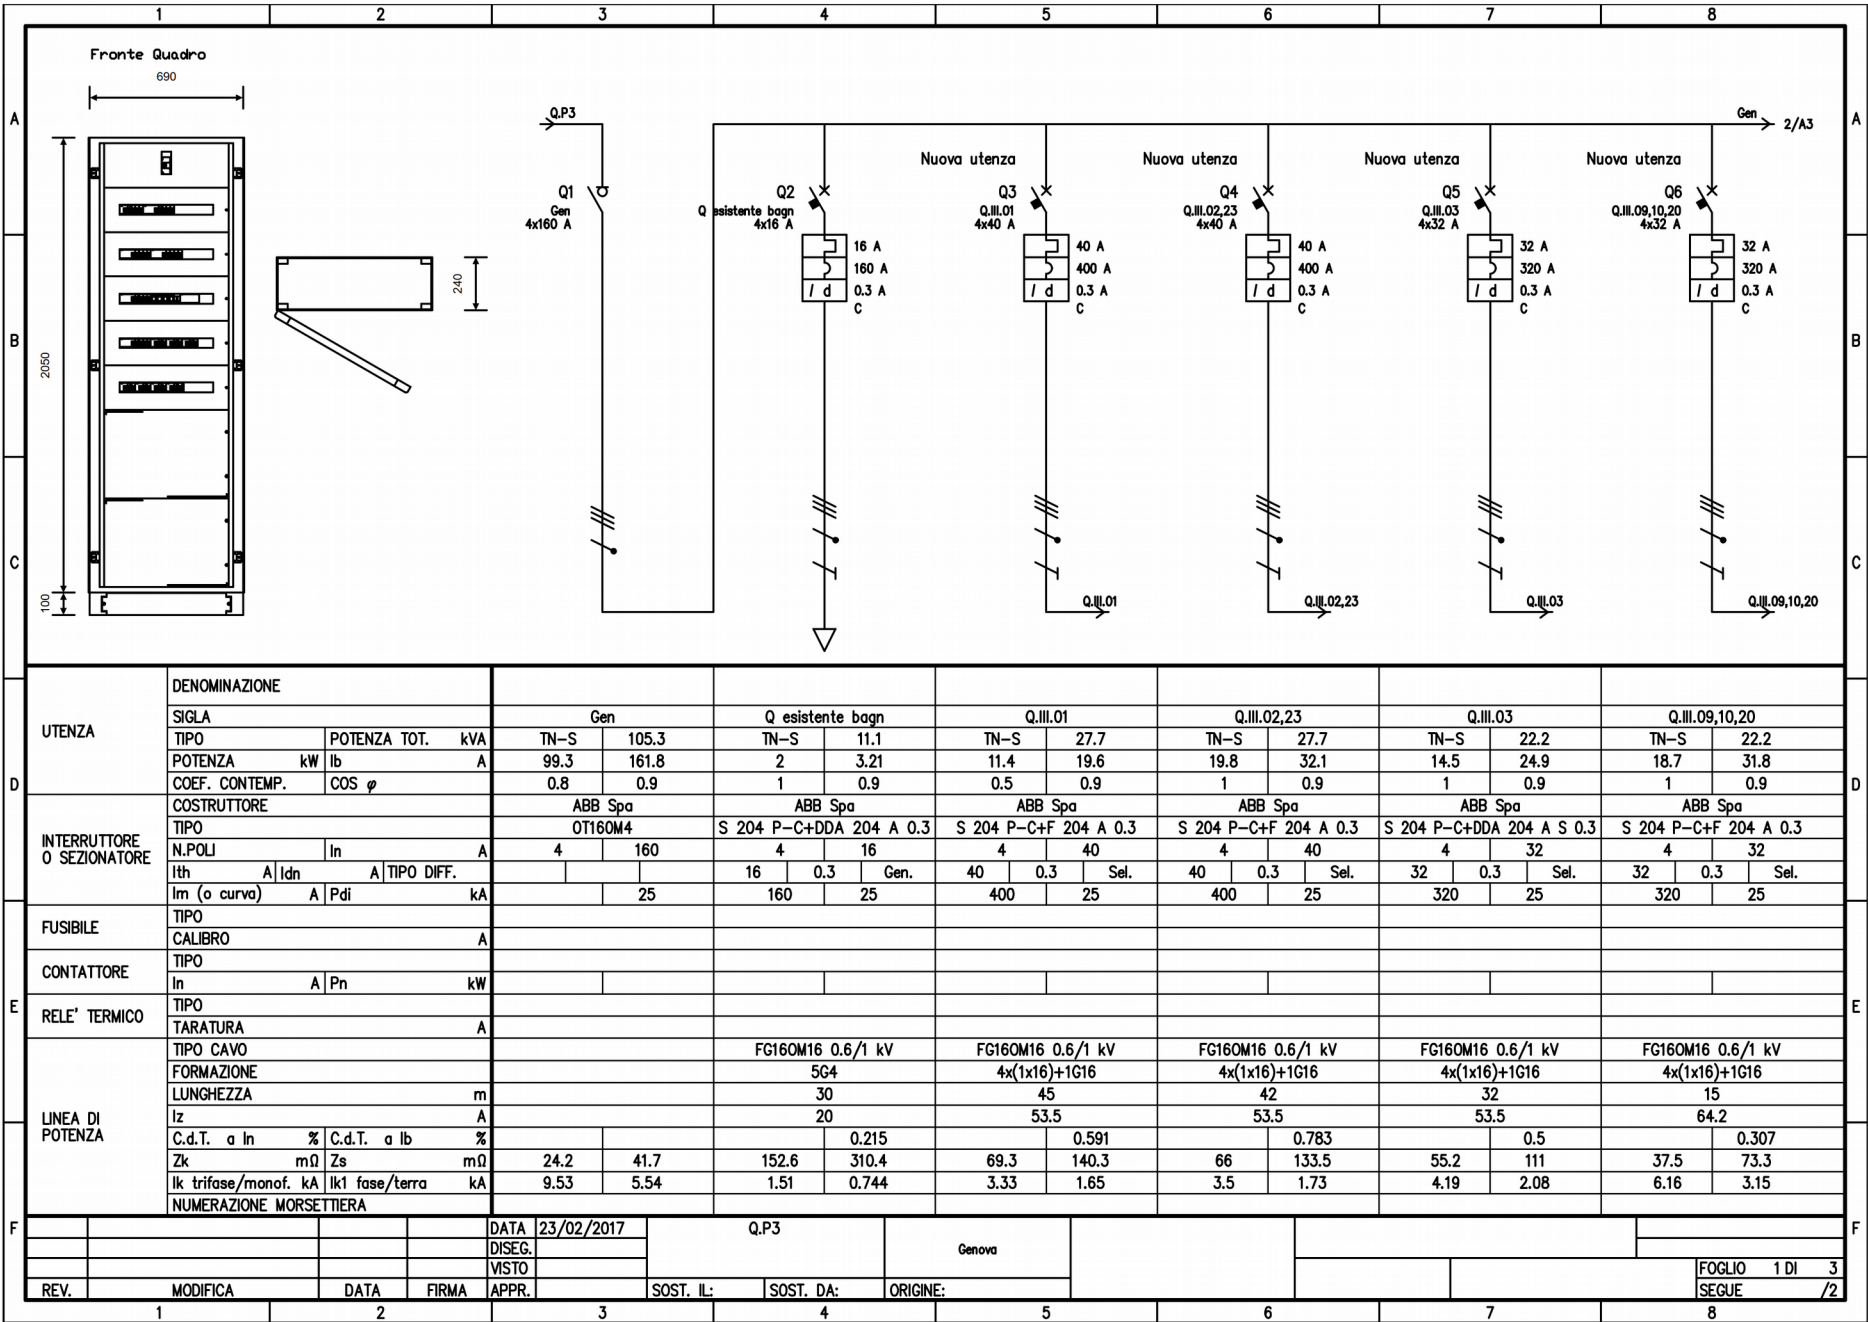 1 2 3 4 5 6 7 8
Fronte Quadro
690
A A
Q.P3
Gen 2/A3
Nuova utenza Nuova utenza Nuova utenza Nuova utenza
Q1 Q2 Q3 Q4 Q5 Q6
Gen Q esistente bagn Q.III.01 Q.III.02,23 Q.III.03 Q.III.09,10,20
4x160 A 4x16 A 4x40 A 4x40 A 4x32 A 4x32 A
16 A 40 A 40 A 32 A 32 A
160 A 400 A 400 A 320 A 320 A
I d 0.3 A I d 0.3 A I d 0.3 A I d 0.3 A I d 0.3 A
C C C C C
240
B B
2050
C C
100
Q.III.01 Q.III.02,23 Q.III.03 Q.III.09,10,20
UTENZA
DENOMINAZIONE
SIGLA Gen Q esistente bagn Q.III.01 Q.III.02,23 Q.III.03 Q.III.09,10,20
TIPO POTENZA TOT. kVA TN-S 105.3 TN-S 11.1 TN-S 27.7 TN-S 27.7 TN-S 22.2 TN-S 22.2
POTENZA kW Ib A 99.3 161.8 2 3.21 11.4 19.6 19.8 32.1 14.5 24.9 18.7 31.8
D COEF. CONTEMP. COS φ 0.8 0.9 1 0.9 0.5 0.9 1 0.9 1 0.9 1 0.9 D
INTERRUTTORE
O SEZIONATORE
COSTRUTTORE ABB Spa ABB Spa ABB Spa ABB Spa ABB Spa ABB Spa
TIPO OT160M4 S 204 P-C+DDA 204 A 0.3 S 204 P-C+F 204 A 0.3 S 204 P-C+F 204 A 0.3 S 204 P-C+DDA 204 A S 0.3 S 204 P-C+F 204 A 0.3
N.POLI In A 4 160 4 16 4 40 4 40 4 32 4 32
Ith A Idn A TIPO DIFF. 16 0.3 Gen. 40 0.3 Sel. 40 0.3 Sel. 32 0.3 Sel. 32 0.3 Sel.
Im (o curva) A Pdi kA 25 160 25 400 25 400 25 320 25 320 25
FUSIBILE
TIPO
CALIBRO A
CONTATTORE
TIPO
In A Pn kW
E E
RELE' TERMICO
TIPO
TARATURA A
LINEA DI
POTENZA
TIPO CAVO FG16OM16 0.6/1 kV FG16OM16 0.6/1 kV FG16OM16 0.6/1 kV FG16OM16 0.6/1 kV FG16OM16 0.6/1 kV
FORMAZIONE 5G4 4x(1x16)+1G16 4x(1x16)+1G16 4x(1x16)+1G16 4x(1x16)+1G16
LUNGHEZZA m 30 45 42 32 15
Iz A 20 53.5 53.5 53.5 64.2
C.d.T. a In % C.d.T. a Ib % 0.215 0.591 0.783 0.5 0.307
Zk mΩ Zs mΩ 24.2 41.7 152.6 310.4 69.3 140.3 66 133.5 55.2 111 37.5 73.3
Ik trifase/monof. kA Ik1 fase/terra kA 9.53 5.54 1.51 0.744 3.33 1.65 3.5 1.73 4.19 2.08 6.16 3.15
NUMERAZIONE MORSETTIERA
F F
DATA 23/02/2017 Q.P3
DISEG. Genova
VISTO FOGLIO 1 DI 3
REV. MODIFICA DATA FIRMA APPR. SOST. IL: SOST. DA: ORIGINE: SEGUE /2
1 2 3 4 5 6 7 8